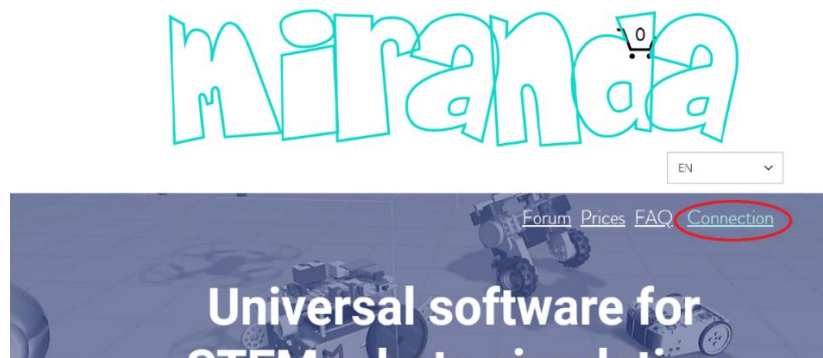 miranda
0
EN
Forum Prices FAQ Connection
Universal software for